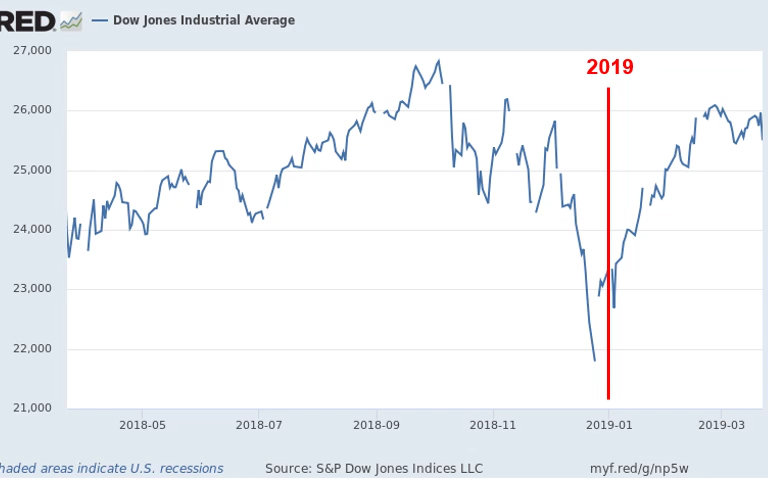 RED
Dow Jones Industrial Average
27,000
2019
26,000
25,000
24,000
23,000
22,000
21,000
2018-05 2018-07 2018-09 2018-11 2019-01 2019-03
haded areas indicate U.S. recessions Source: S&P Dow Jones Indices LLC myf.red/g/np5w